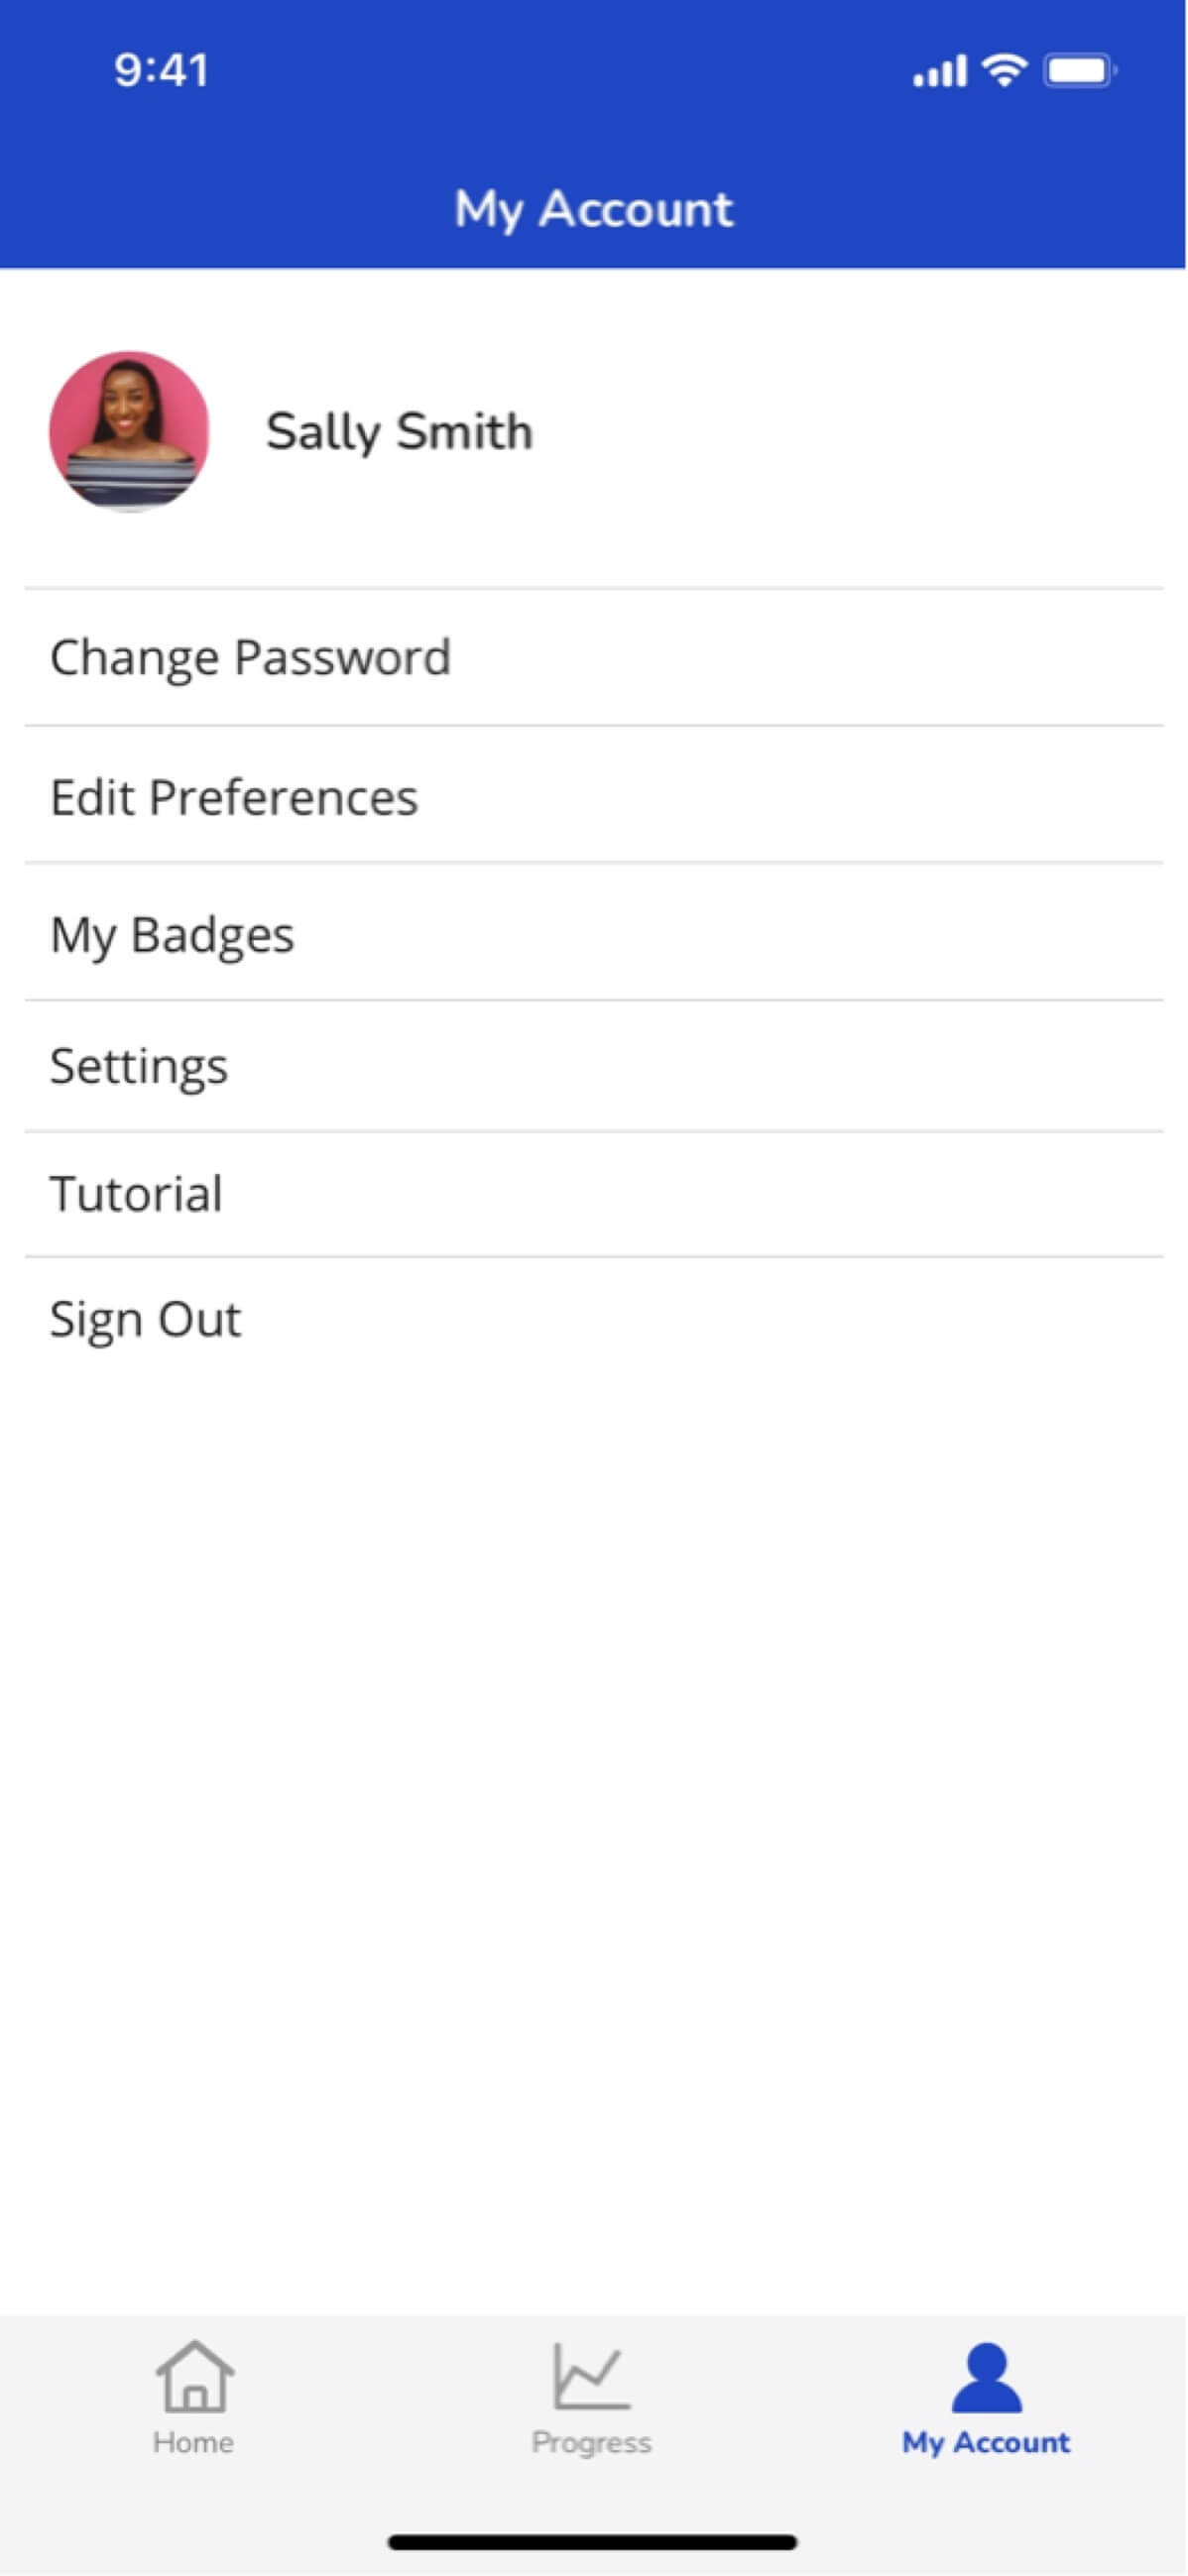 9:41
My Account
Sally Smith
Change Password
Edit Preferences
My Badges
Settings
Tutorial
Sign Out
Home
Progress
My Account